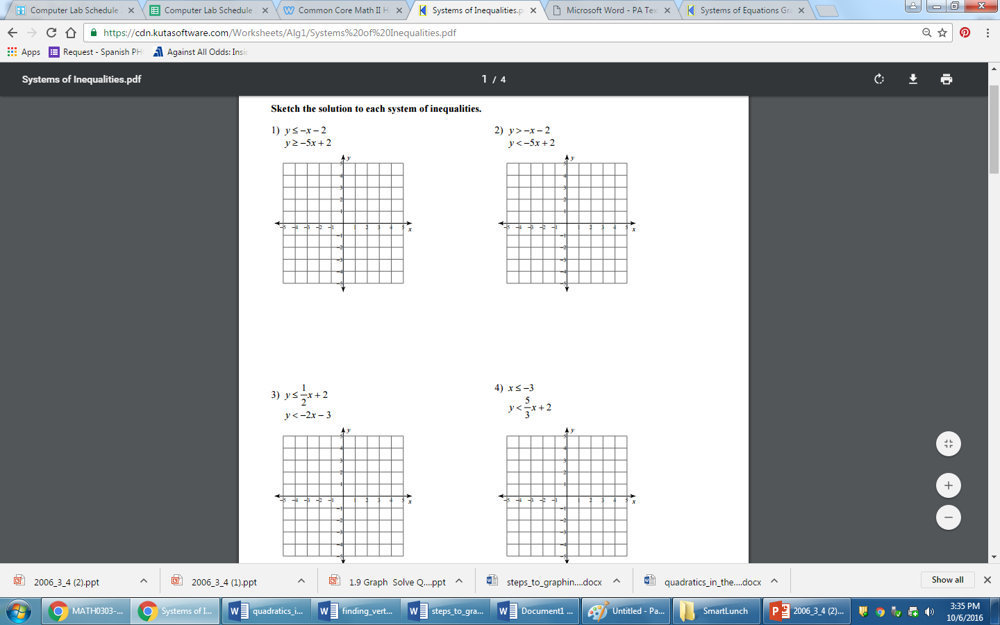 Computer Lab Schedule
Computer Lab Schedule
Common Core Math II H
Systems of Inequalities.p
Microsoft Word - PA Tex
Systems of Equations Gra
https://cdn.kutasoftware.com/Worksheets/Alg1/Systems%20of%20Inequalities.pdf
Apps
Request - Spanish PH
Against All Odds: Insi
Systems of Inequalities.pdf
1 / 4
Sketch the solution to each system of inequalities.
1) y ≤ −x − 2
y ≥ −5x + 2
2) y > −x − 2
y < −5x + 2
y
5
4
3
2
1
−5 −4 −3 −2 −1 1 2 3 4 5 x
−1
−2
−3
−4
−5
y
5
4
3
2
1
−5 −4 −3 −2 −1 1 2 3 4 5 x
−1
−2
−3
−4
−5
3) y ≤ 1/2 x + 2
y < −2x − 3
4) x ≤ −3
y < 5/3 x + 2
y
5
4
3
2
1
−5 −4 −3 −2 −1 1 2 3 4 5 x
−1
−2
−3
−4
−5
y
5
4
3
2
1
−5 −4 −3 −2 −1 1 2 3 4 5 x
−1
−2
−3
−4
−5
2006_3_4 (2).ppt
2006_3_4 (1).ppt
1.9 Graph Solve Q....ppt
steps_to_graphin....docx
quadratics_in_the....docx
Show all
MATH0303-...
Systems of I...
quadratics_i...
finding_vert...
steps_to_gra...
Document1 ...
Untitled - Pa...
SmartLunch
2006_3_4 (2)...
3:35 PM
10/6/2016